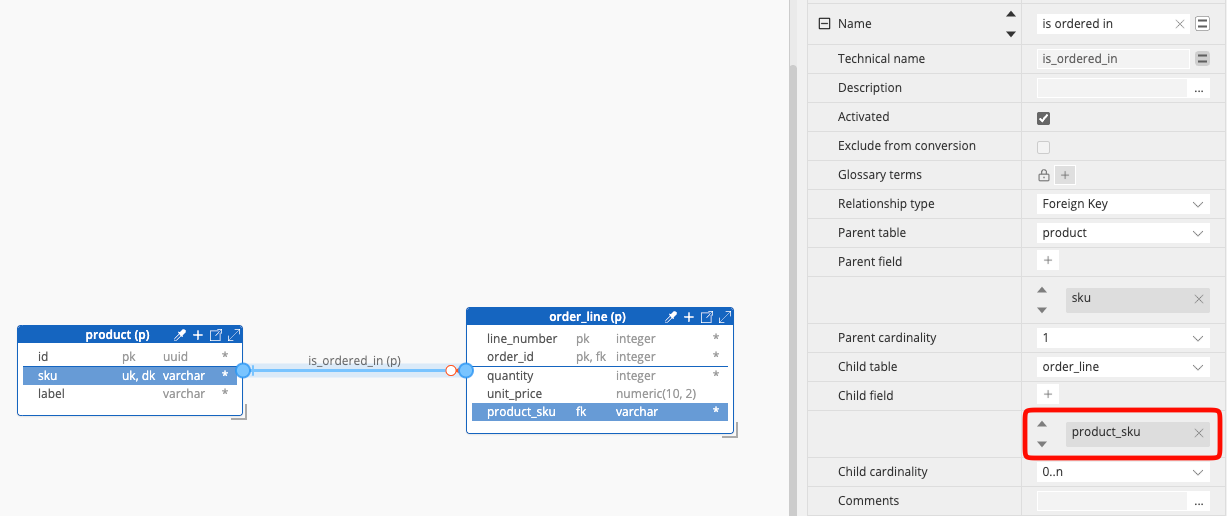 product (p)
id pk uuid *
sku uk, dk varchar *
label varchar *
is_ordered_in (p)
order_line (p)
line_number pk integer *
order_id pk, fk integer *
quantity integer *
unit_price numeric(10, 2)
product_sku fk varchar *
Name is ordered in
Technical name is_ordered_in
Description ...
Activated
Exclude from conversion
Glossary terms
Relationship type Foreign Key
Parent table product
Parent field
sku
Parent cardinality 1
Child table order_line
Child field
product_sku
Child cardinality 0..n
Comments ...